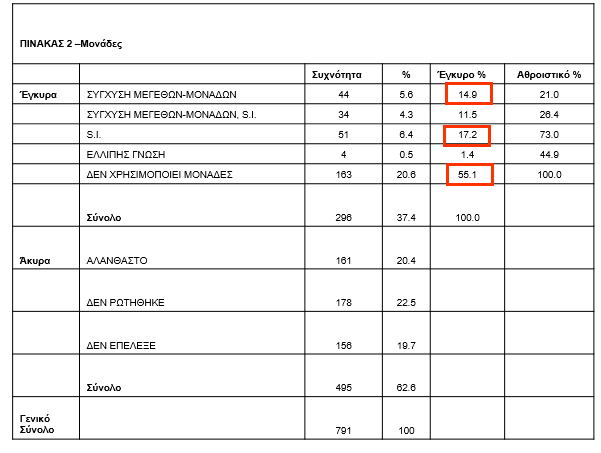 ΠΙΝΑΚΑΣ 2 –Μονάδες
Συχνότητα % Έγκυρο % Αθροιστικό %
Έγκυρα ΣΥΓΧΥΣΗ ΜΕΓΕΘΩΝ-ΜΟΝΑΔΩΝ 44 5.6 14.9 21.0
ΣΥΓΧΥΣΗ ΜΕΓΕΘΩΝ-ΜΟΝΑΔΩΝ, S.I. 34 4.3 11.5 26.4
S.I. 51 6.4 17.2 73.0
ΕΛΛΙΠΗΣ ΓΝΩΣΗ 4 0.5 1.4 44.9
ΔΕΝ ΧΡΗΣΙΜΟΠΟΙΕΙ ΜΟΝΑΔΕΣ 163 20.6 55.1 100.0
Σύνολο 296 37.4 100.0
Άκυρα ΑΛΑΝΘΑΣΤΟ 161 20.4
ΔΕΝ ΡΩΤΗΘΗΚΕ 178 22.5
ΔΕΝ ΕΠΕΛΕΞΕ 156 19.7
Σύνολο 495 62.6
Γενικό
Σύνολο 791 100